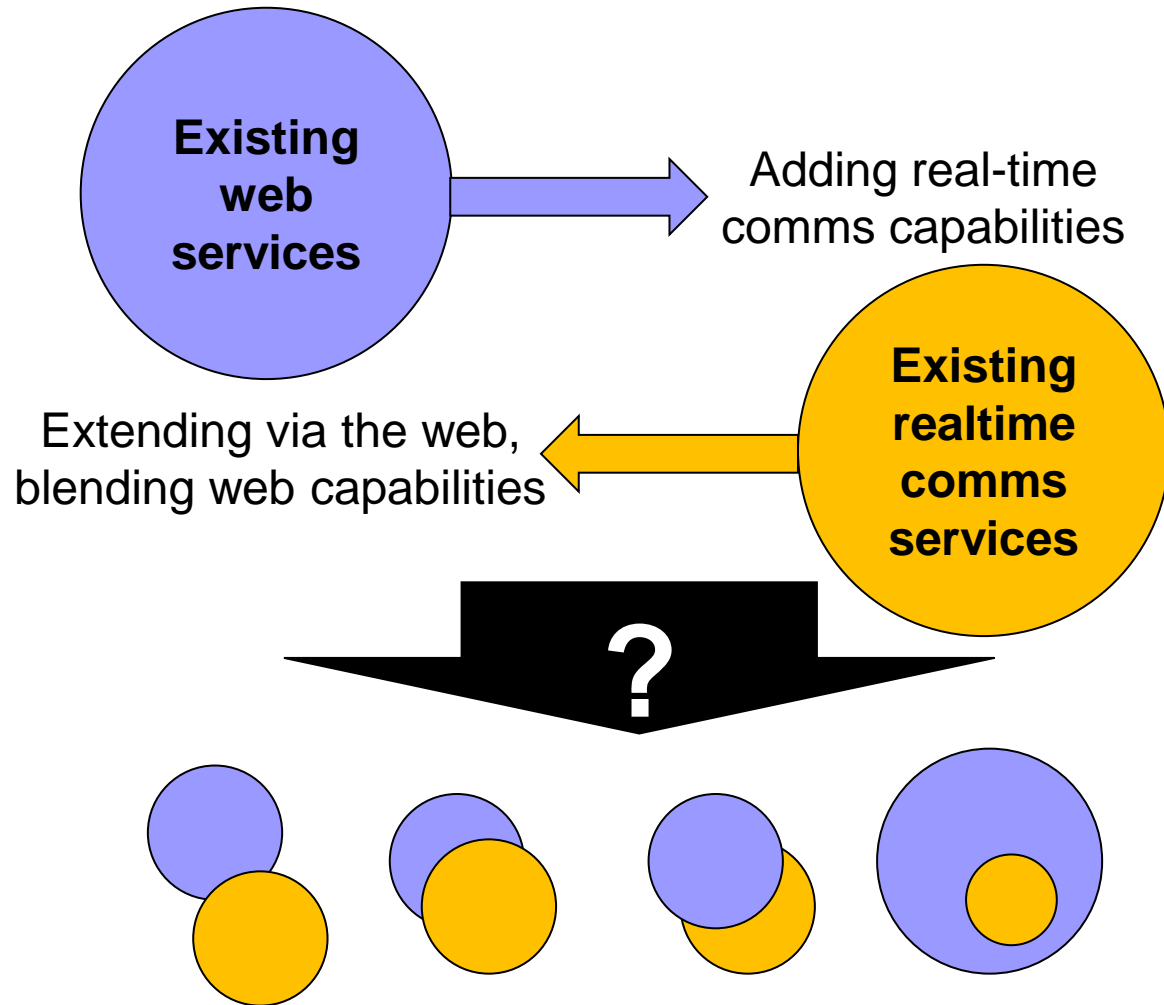 Existing
web
services
Adding real-time
comms capabilities
Existing
realtime
comms
services
Extending via the web,
blending web capabilities
?